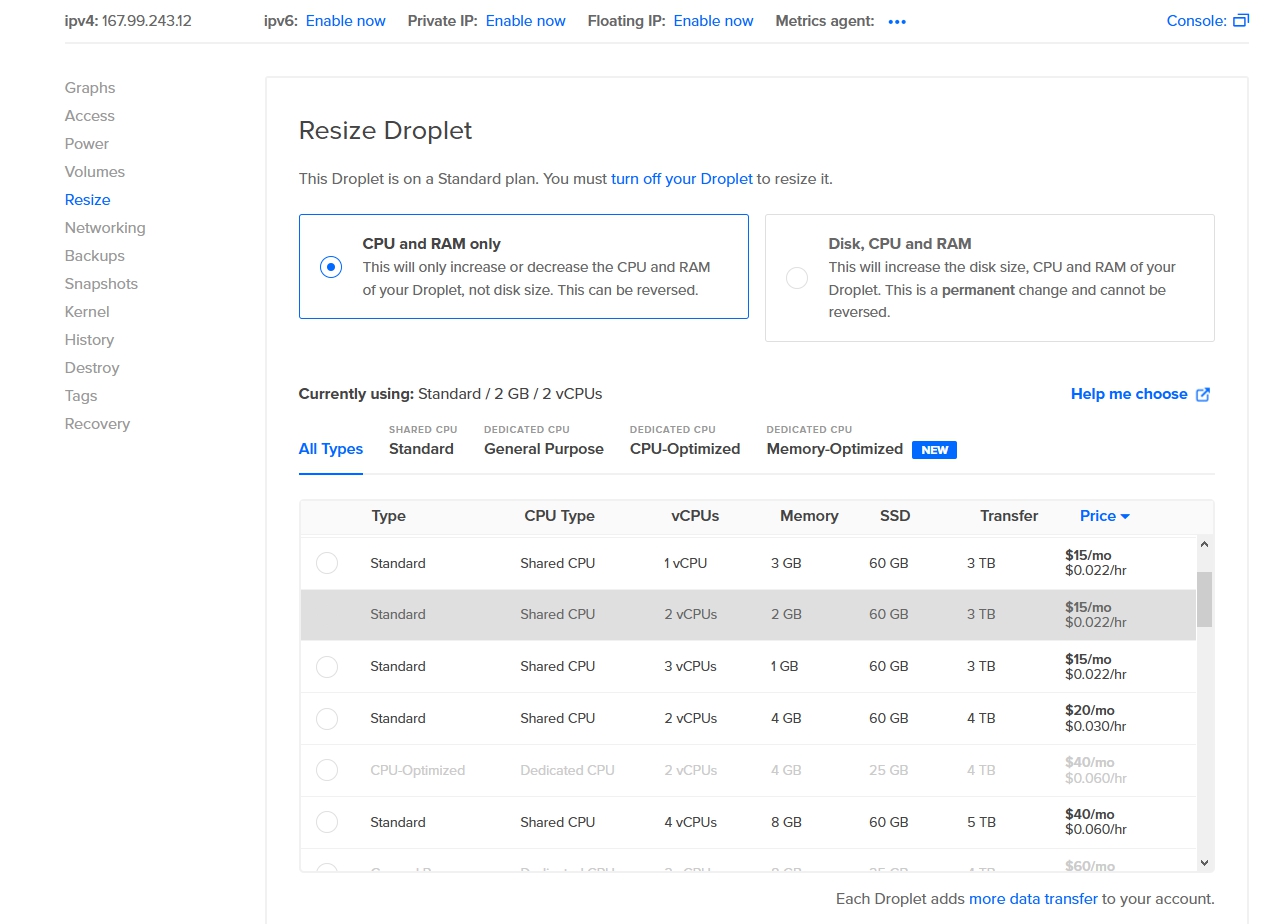 ipv4: 167.99.243.12 ipv6: Enable now Private IP: Enable now Floating IP: Enable now Metrics agent: ••• Console:
Graphs
Access
Power
Volumes
Resize
Networking
Backups
Snapshots
Kernel
History
Destroy
Tags
Recovery
Resize Droplet
This Droplet is on a Standard plan. You must turn off your Droplet to resize it.
CPU and RAM only
This will only increase or decrease the CPU and RAM
of your Droplet, not disk size. This can be reversed.
Disk, CPU and RAM
This will increase the disk size, CPU and RAM of your
Droplet. This is a permanent change and cannot be
reversed.
Currently using: Standard / 2 GB / 2 vCPUs
Help me choose
All Types
SHARED CPU
Standard
DEDICATED CPU
General Purpose
DEDICATED CPU
CPU-Optimized
DEDICATED CPU
Memory-Optimized NEW
Type CPU Type vCPUs Memory SSD Transfer Price
Standard Shared CPU 1 vCPU 3 GB 60 GB 3 TB $15/mo
$0.022/hr
Standard Shared CPU 2 vCPUs 2 GB 60 GB 3 TB $15/mo
$0.022/hr
Standard Shared CPU 3 vCPUs 1 GB 60 GB 3 TB $15/mo
$0.022/hr
Standard Shared CPU 2 vCPUs 4 GB 60 GB 4 TB $20/mo
$0.030/hr
CPU-Optimized Dedicated CPU 2 vCPUs 4 GB 25 GB 4 TB $40/mo
$0.060/hr
Standard Shared CPU 4 vCPUs 8 GB 60 GB 5 TB $40/mo
$0.060/hr
$60/mo
Each Droplet adds more data transfer to your account.